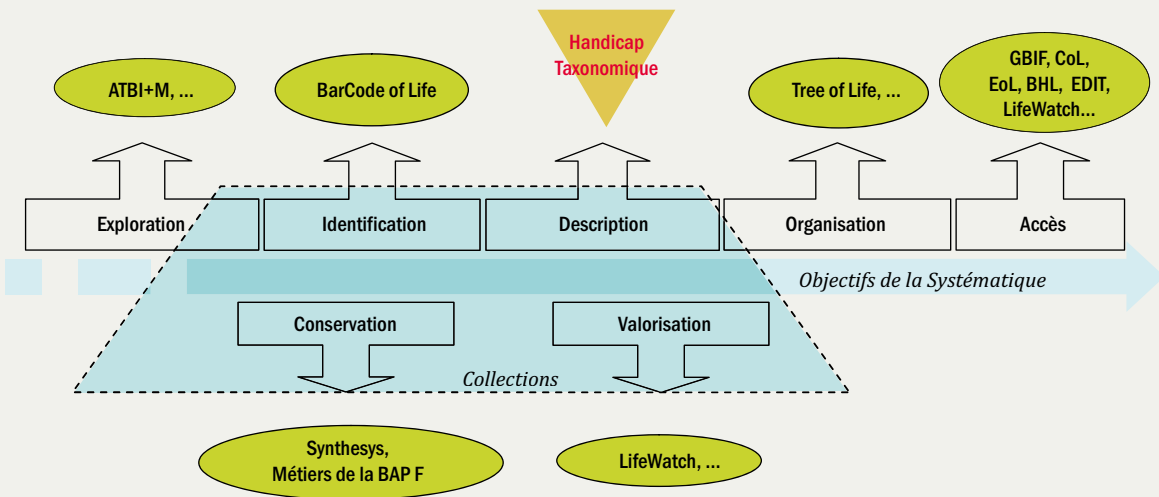 Handicap
Taxonomique
ATBI+M, ...
BarCode of Life
Tree of Life, ...
GBIF, CoL,
EoL, BHL, EDIT,
LifeWatch...
Exploration
Identification
Description
Organisation
Accès
Objectifs de la Systématique
Conservation
Valorisation
Collections
Synthesys,
Métiers de la BAP F
LifeWatch, ...